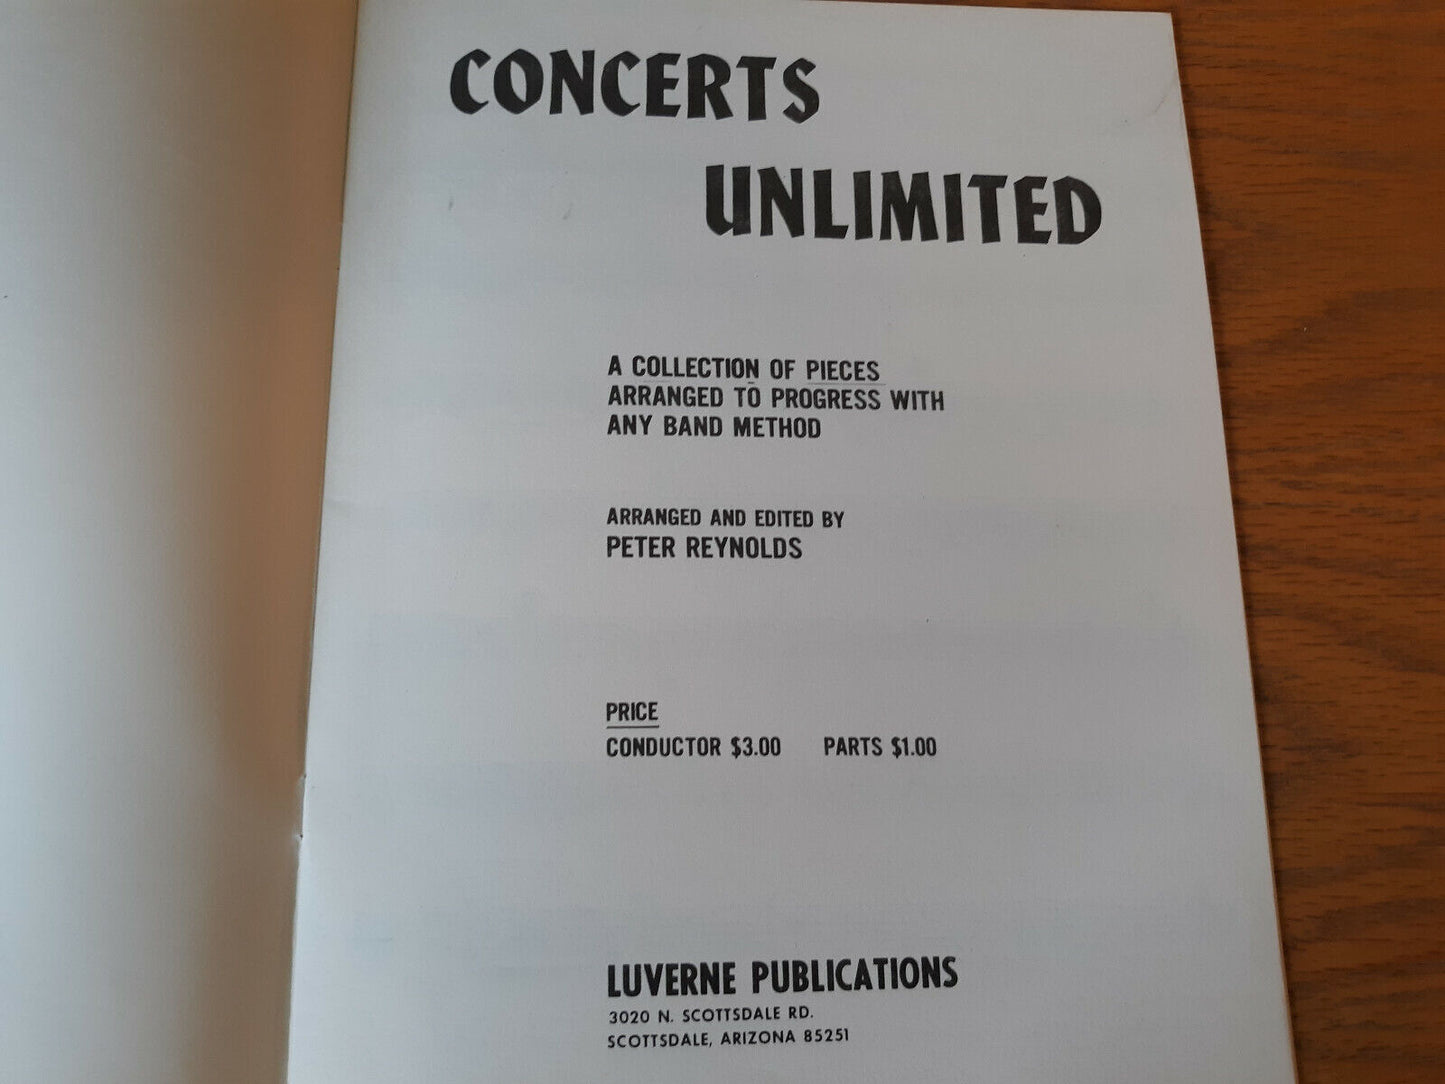 CONCERTS
UNLIMITED
A COLLECTION OF PIECES
ARRANGED TO PROGRESS WITH
ANY BAND METHOD
ARRANGED AND EDITED BY
PETER REYNOLDS
PRICE
CONDUCTOR $3.00 PARTS $1.00
LUVERNE PUBLICATIONS
3020 N. SCOTTSDALE RD.
SCOTTSDALE, ARIZONA 85251